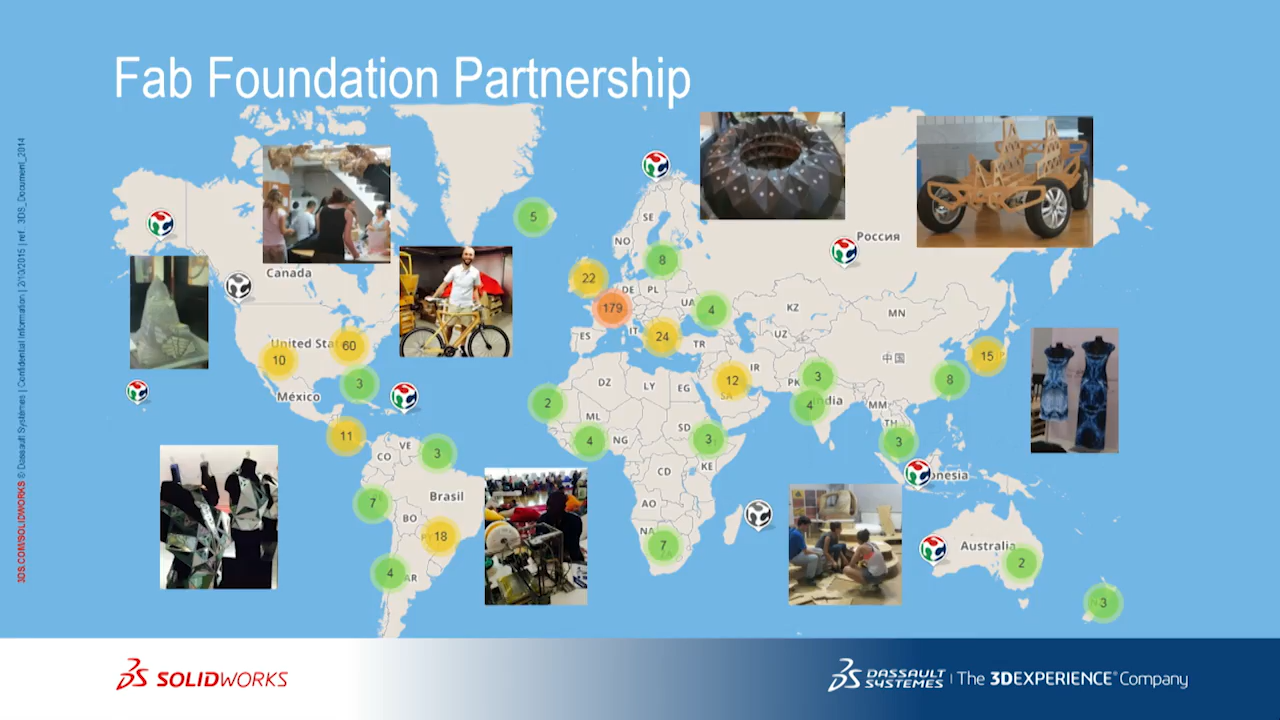 Fab Foundation Partnership
3DS.COM/SOLIDWORKS © Dassault Systèmes | Confidential Information | 2/10/2015 | ref.: 3DS_Document_2014
5
SE
NO
Россия
8
Canada
22
DE
PL
179
UA
4
KZ
MN
ES
IT
24
TR
UZ
United Stat
60
10
中国
15
IR
3
DZ
LY
EG
12
SA
PK
3
8
México
2
4
India
MM
ML
TH
11
VE
4
NG
SD
3
3
CO
3
KE
CD
onesia
7
Brasil
AO
BO
18
NA
7
Australia
2
4
AR
3
3S SOLIDWORKS
3S DASSAULT SYSTEMES | The 3DEXPERIENCE® Company